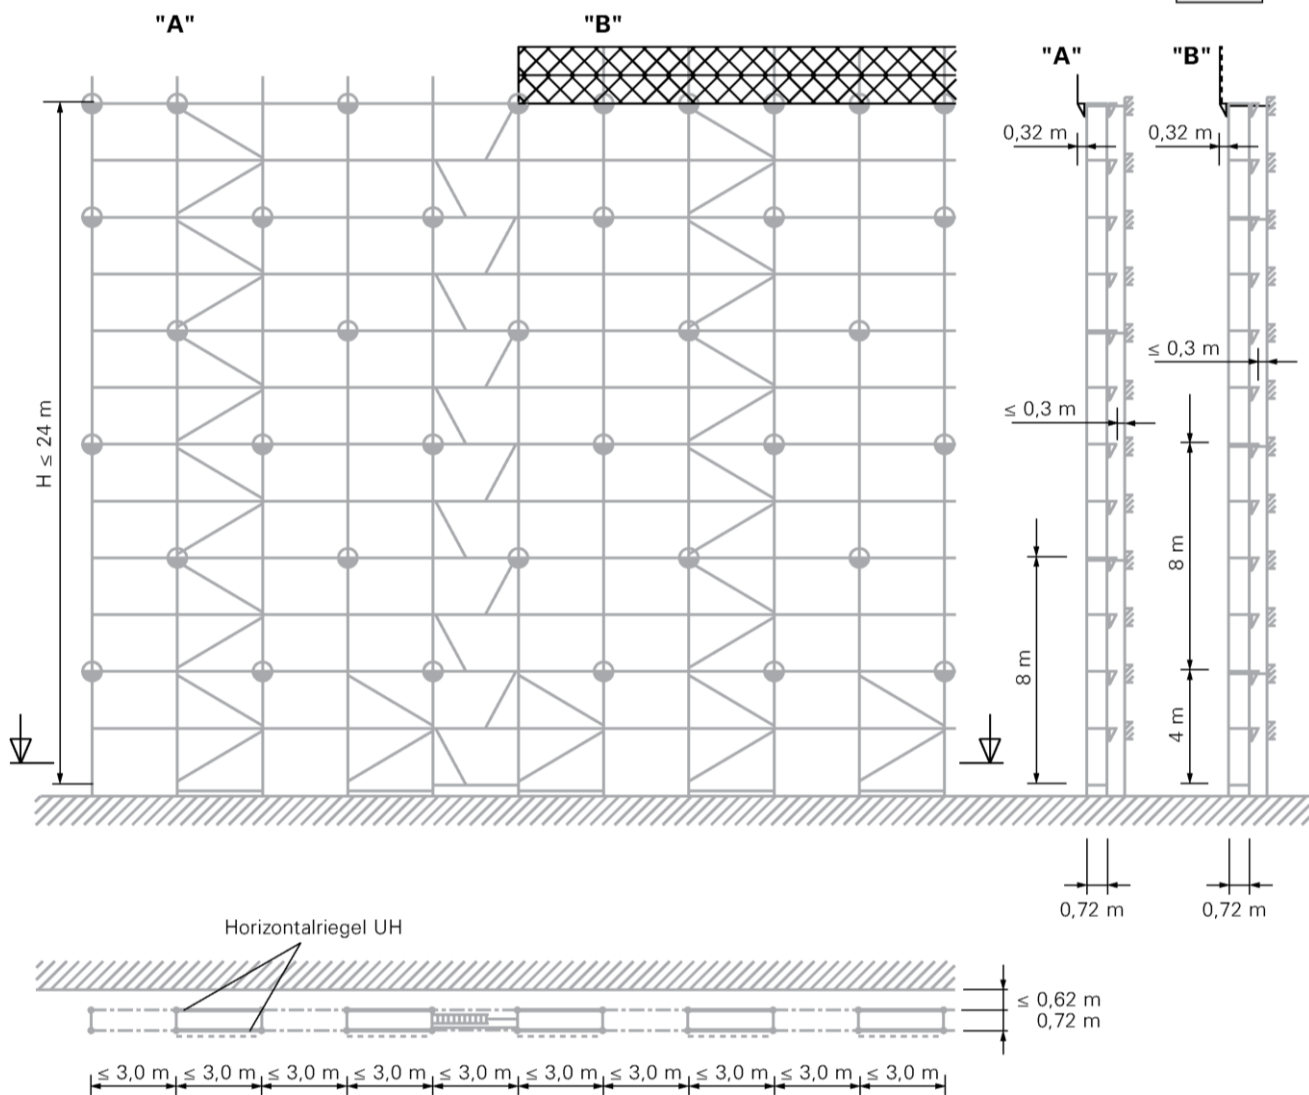 "A"
"B"
"A"
"B"
0,32 m
0,32 m
≤ 0,3 m
≤ 0,3 m
H ≤ 24 m
8 m
8 m
4 m
0,72 m
0,72 m
Horizontalriegel UH
≤ 0,62 m
0,72 m
≤ 3,0 m ≤ 3,0 m ≤ 3,0 m ≤ 3,0 m ≤ 3,0 m ≤ 3,0 m ≤ 3,0 m ≤ 3,0 m ≤ 3,0 m ≤ 3,0 m